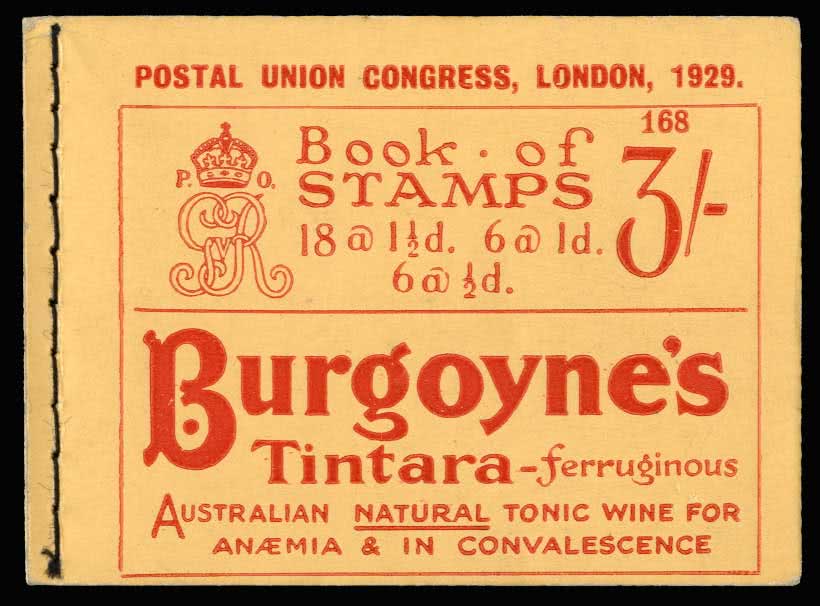 POSTAL UNION CONGRESS, LONDON, 1929.
168
P. O.
GVR
Book · of
STAMPS
3/-
18 @ 1½d. 6 @ 1d.
6 @ ½d.
Burgoyne's
Tintara - ferruginous
AUSTRALIAN NATURAL TONIC WINE FOR
ANÆMIA & IN CONVALESCENCE